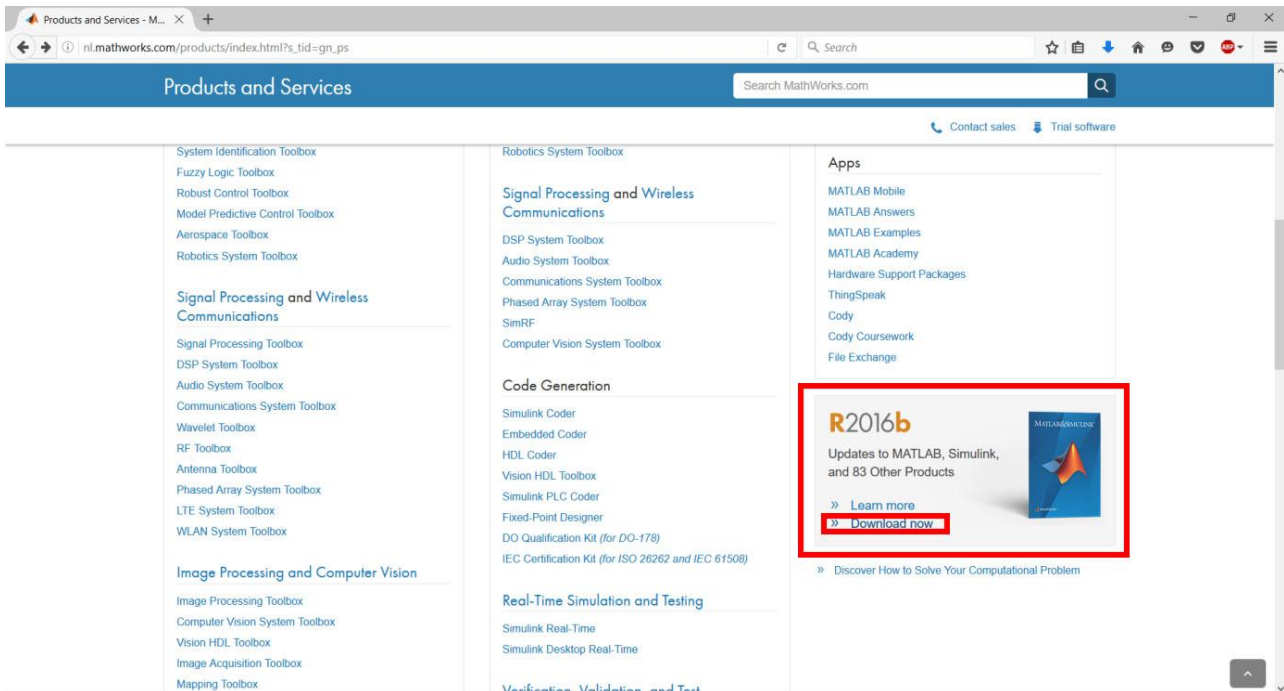 Products and Services - M...
nl.mathworks.com/products/index.html?s_tid=gn_ps
Search
ABP
Products and Services
Search MathWorks.com
Contact sales
Trial software
System Identification Toolbox
Fuzzy Logic Toolbox
Robust Control Toolbox
Model Predictive Control Toolbox
Aerospace Toolbox
Robotics System Toolbox
Signal Processing and Wireless
Communications
Signal Processing Toolbox
DSP System Toolbox
Audio System Toolbox
Communications System Toolbox
Wavelet Toolbox
RF Toolbox
Antenna Toolbox
Phased Array System Toolbox
LTE System Toolbox
WLAN System Toolbox
Image Processing and Computer Vision
Image Processing Toolbox
Computer Vision System Toolbox
Vision HDL Toolbox
Image Acquisition Toolbox
Mapping Toolbox
Robotics System Toolbox
Signal Processing and Wireless
Communications
DSP System Toolbox
Audio System Toolbox
Communications System Toolbox
Phased Array System Toolbox
SimRF
Computer Vision System Toolbox
Code Generation
Simulink Coder
Embedded Coder
HDL Coder
Vision HDL Toolbox
Simulink PLC Coder
Fixed-Point Designer
DO Qualification Kit (for DO-178)
IEC Certification Kit (for ISO 26262 and IEC 61508)
Real-Time Simulation and Testing
Simulink Real-Time
Simulink Desktop Real-Time
Verification, Validation, and Test
Apps
MATLAB Mobile
MATLAB Answers
MATLAB Examples
MATLAB Academy
Hardware Support Packages
ThingSpeak
Cody
Cody Coursework
File Exchange
R2016b
Updates to MATLAB, Simulink,
and 83 Other Products
» Learn more
» Download now
MATLAB&SIMULINK
» Discover How to Solve Your Computational Problem